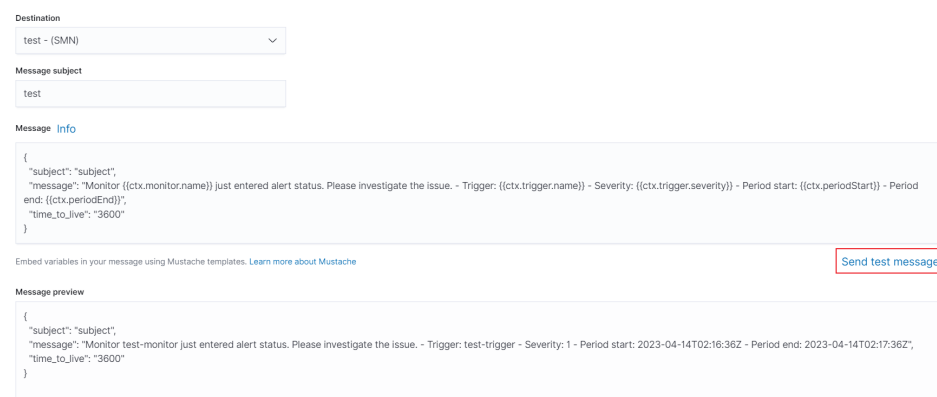 Destination
test - (SMN)
Message subject
test
Message Info
{
"subject": "subject",
"message": "Monitor {{ctx.monitor.name}} just entered alert status. Please investigate the issue. - Trigger: {{ctx.trigger.name}} - Severity: {{ctx.trigger.severity}} - Period start: {{ctx.periodStart}} - Period
end: {{ctx.periodEnd}}",
"time_to_live": "3600"
}
Embed variables in your message using Mustache templates. Learn more about Mustache
Send test message
Message preview
{
"subject": "subject",
"message": "Monitor test-monitor just entered alert status. Please investigate the issue. - Trigger: test-trigger - Severity: 1 - Period start: 2023-04-14T02:16:36Z - Period end: 2023-04-14T02:17:36Z",
"time_to_live": "3600"
}